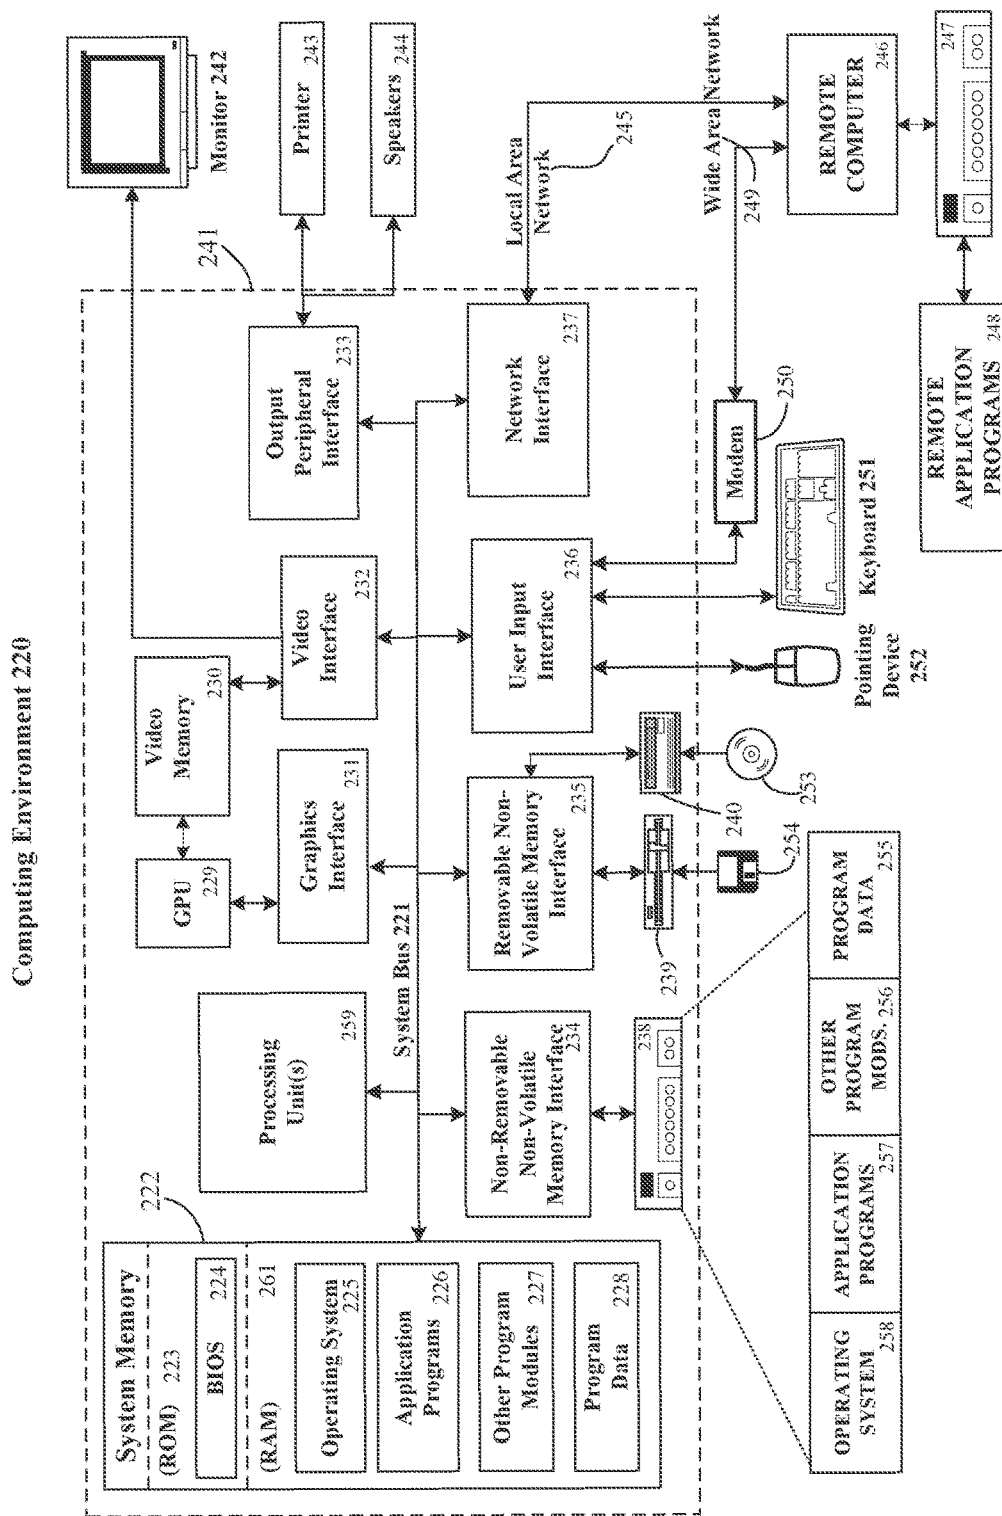 Computing Environment 220
System Memory
222
(ROM) 223
BIOS
224
(RAM) 261
Operating System
225
Application
Programs
226
Other Program
Modules
227
Program
Data
228
Processing
Unit(s)
259
System Bus 221
GPU
229
Video
Memory
230
Graphics
Interface
231
Video
Interface
232
Output
Peripheral
Interface
233
241
Monitor 242
Printer
243
Speakers
244
Non-Removable
Non-Volatile
Memory Interface
234
Removable Non-
Volatile Memory
Interface
235
User Input
Interface
236
Network
Interface
237
Local Area
Network
245
Wide Area Network
249
238
239
240
254
253
Pointing
Device
252
Keyboard 251
Modem
250
REMOTE
COMPUTER
246
247
REMOTE
APPLICATION
PROGRAMS
248
OPERATING
SYSTEM
258
APPLICATION
PROGRAMS
257
OTHER
PROGRAM
MODS.
256
PROGRAM
DATA
255